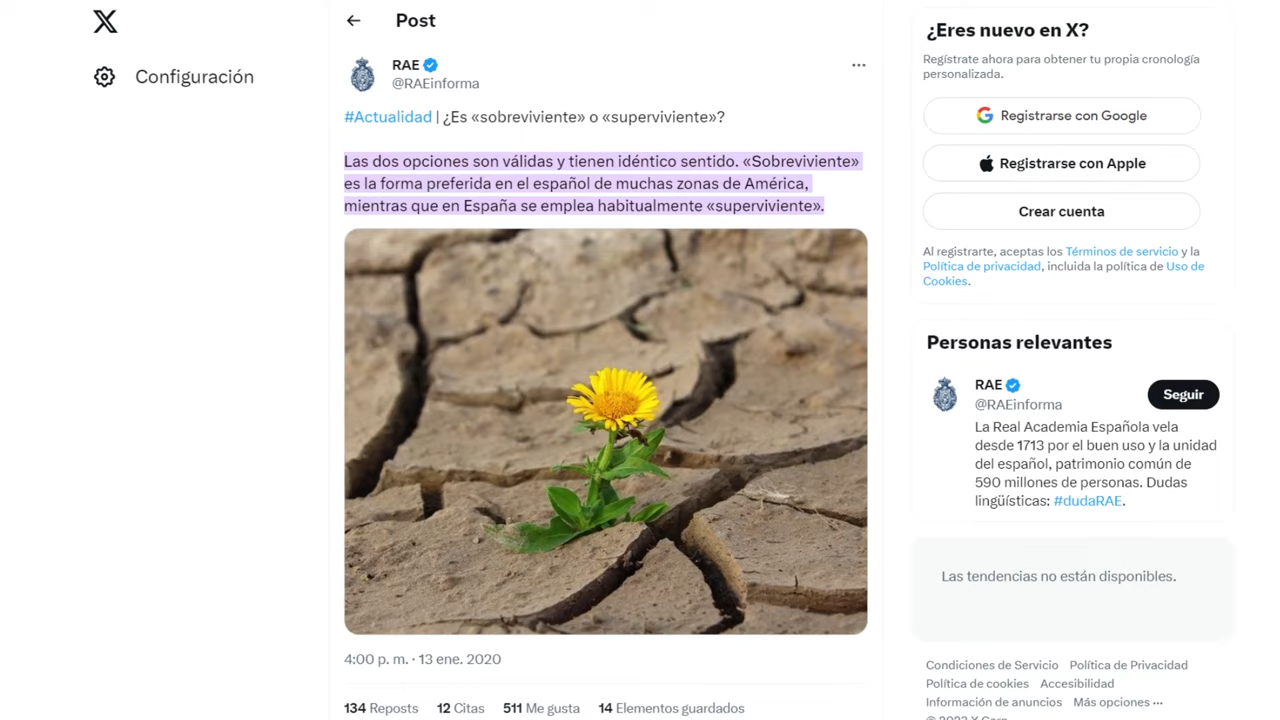 Configuración
Post
RAE
@RAEinforma
#Actualidad | ¿Es «sobreviviente» o «superviviente»?
Las dos opciones son válidas y tienen idéntico sentido. «Sobreviviente»
es la forma preferida en el español de muchas zonas de América,
mientras que en España se emplea habitualmente «superviviente».
4:00 p. m. · 13 ene. 2020
134 Reposts 12 Citas 511 Me gusta 14 Elementos guardados
¿Eres nuevo en X?
Regístrate ahora para obtener tu propia cronología
personalizada.
Registrarse con Google
Registrarse con Apple
Crear cuenta
Al registrarte, aceptas los Términos de servicio y la
Política de privacidad, incluida la política de Uso de
Cookies.
Personas relevantes
RAE
@RAEinforma
Seguir
La Real Academia Española vela
desde 1713 por el buen uso y la unidad
del español, patrimonio común de
590 millones de personas. Dudas
lingüísticas: #dudaRAE.
Las tendencias no están disponibles.
Condiciones de Servicio Política de Privacidad
Política de cookies Accesibilidad
Información de anuncios Más opciones ···
© 2023 X Corp.